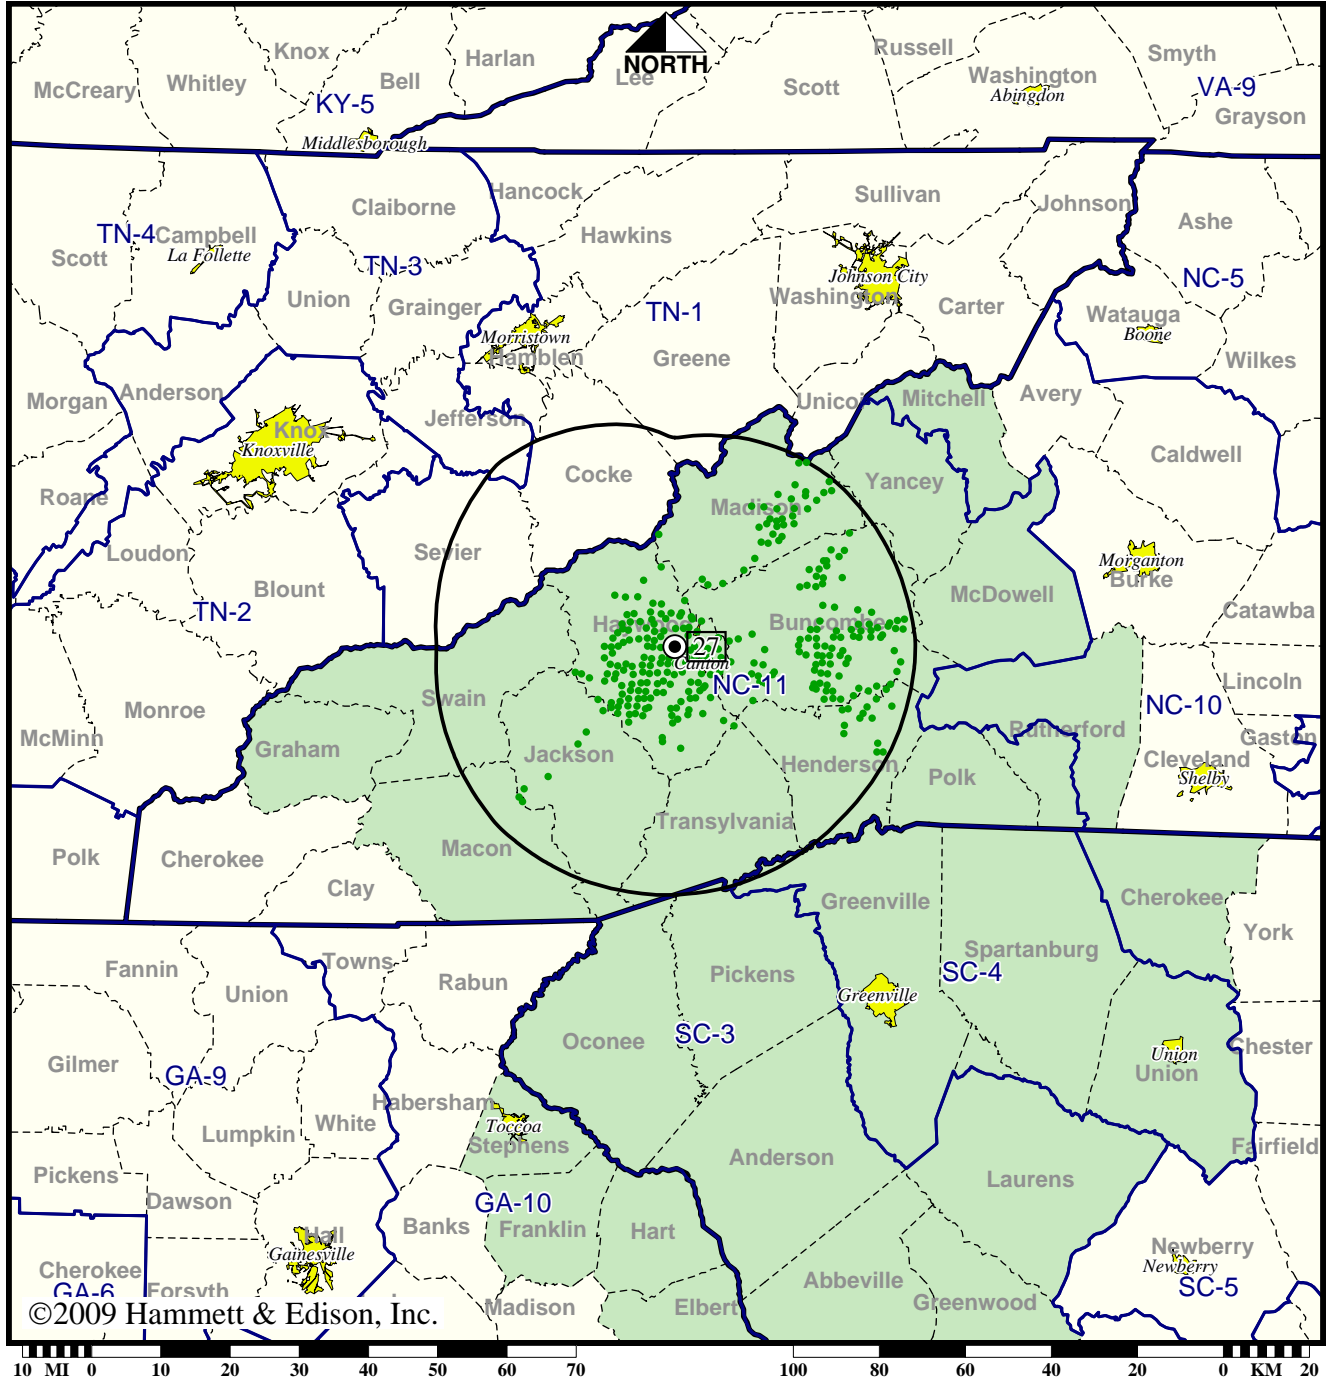 Knox
Harlan
Russell
Smyth
McCreary
Whitley
Bell
NORTH
Lee
Scott
Washington
Abingdon
VA-9
KY-5
Grayson
Middlesborough
Hancock
Sullivan
Johnson
Ashe
Claiborne
TN-4
Campbell
La Follette
Hawkins
Scott
TN-3
Johnson City
NC-5
Union
Grainger
TN-1
Washington
Carter
Watauga
Boone
Morristown
Hamblen
Greene
Wilkes
Anderson
Morgan
Unicoi
Mitchell
Avery
Jefferson
Knox
Knoxville
Caldwell
Cocke
Yancey
Roane
Madison
Loudon
Sevier
Morganton
Burke
Blount
McDowell
TN-2
Catawba
Haywood
Buncombe
27
Canton
NC-11
Lincoln
Swain
Monroe
NC-10
McMinn
Graham
Rutherford
Gaston
Jackson
Henderson
Cleveland
Shelby
Polk
Transylvania
Polk
Cherokee
Macon
Clay
Greenville
Cherokee
York
Spartanburg
Fannin
Towns
Pickens
SC-4
Union
Rabun
Greenville
Oconee
SC-3
Gilmer
GA-9
Union
Union
Chester
Habersham
White
Lumpkin
Toccoa
Stephens
Fairfield
Anderson
Pickens
Laurens
Dawson
GA-10
Banks
Franklin
Hart
Hall
Gainesville
Newberry
Newberry
Cherokee
GA-6
Forsyth
Abbeville
SC-5
Madison
Elbert
Greenwood
©2009 Hammett & Edison, Inc.
10 MI 0 10 20 30 40 50 60 70 100 80 60 40 20 0 KM 20